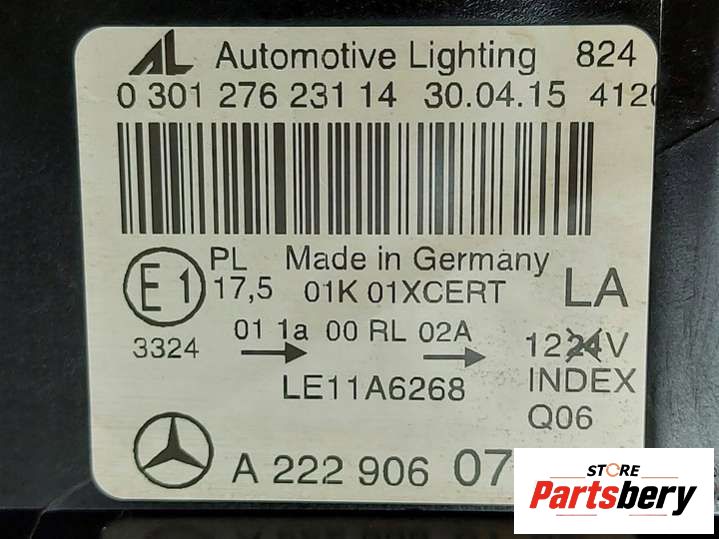 AL Automotive Lighting 824
0 301 276 231 14 30.04.15 412
E1 PL Made in Germany
17,5 01K 01XCERT LA
3324 01 1a 00 RL 02A 12 24 V
LE11A6268 INDEX
Q06
A 222 906 07
STORE
Partsbery